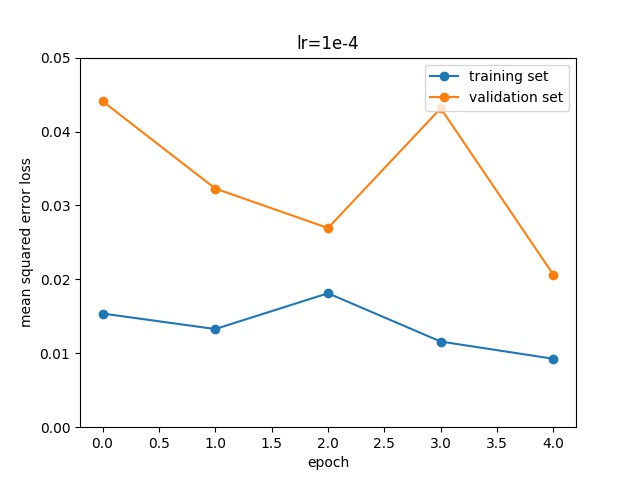 lr=1e-4
training set
validation set
mean squared error loss
0.05
0.04
0.03
0.02
0.01
0.00
0.0 0.5 1.0 1.5 2.0 2.5 3.0 3.5 4.0
epoch